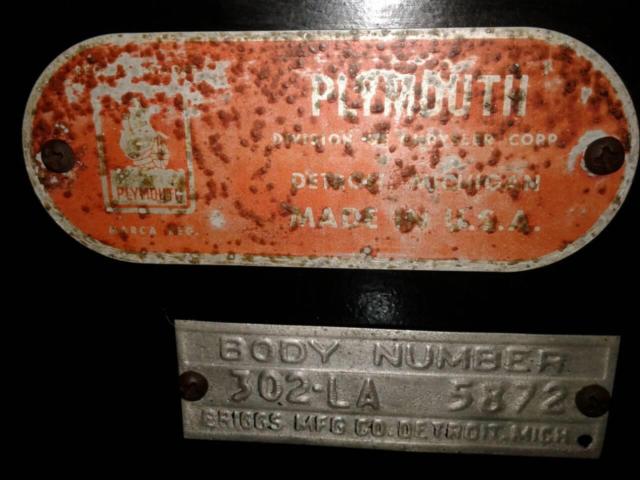 PLYMOUTH
DIVISION OF CHRYSLER CORP.
DETROIT, MICHIGAN
MADE IN U.S.A.
PLYMOUTH
MARCA REG.
BODY NUMBER
302-LA 5872
BRIGGS MFG CO. DETROIT. MICH